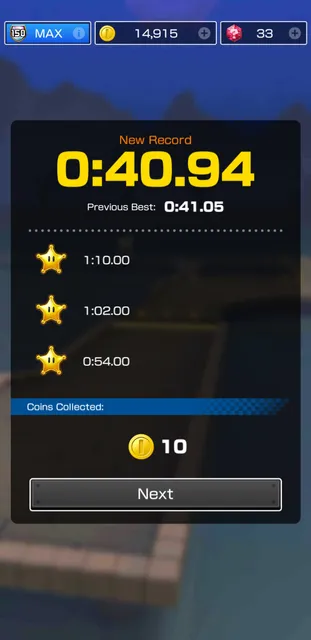 150 MAX i 14,915 + 33 +
New Record
0:40.94
Previous Best: 0:41.05
1:10.00
1:02.00
0:54.00
Coins Collected:
10
Next